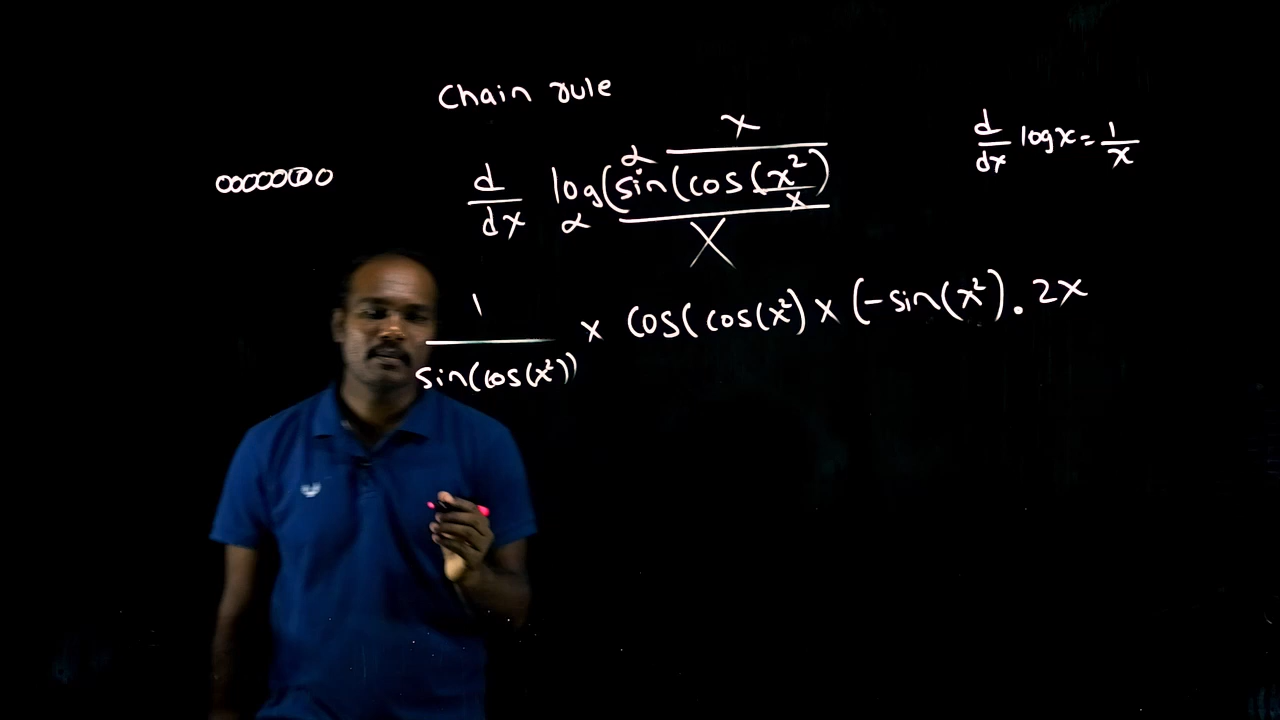 Chain rule
x
α
d/dx log(sin(cos(x²)
x
α
X
d/dx logx = 1/x
1/sin(cos(x²)) x cos(cos(x²) x (-sin(x²). 2x